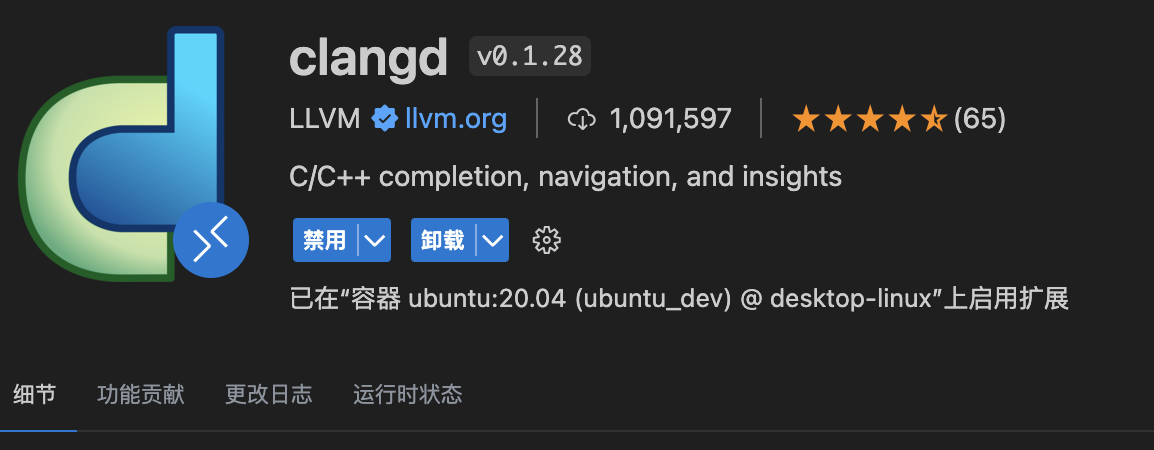 clangd v0.1.28
LLVM llvm.org 1,091,597 (65)
C/C++ completion, navigation, and insights
禁用 卸载
已在“容器 ubuntu:20.04 (ubuntu_dev) @ desktop-linux”上启用扩展
细节 功能贡献 更改日志 运行时状态